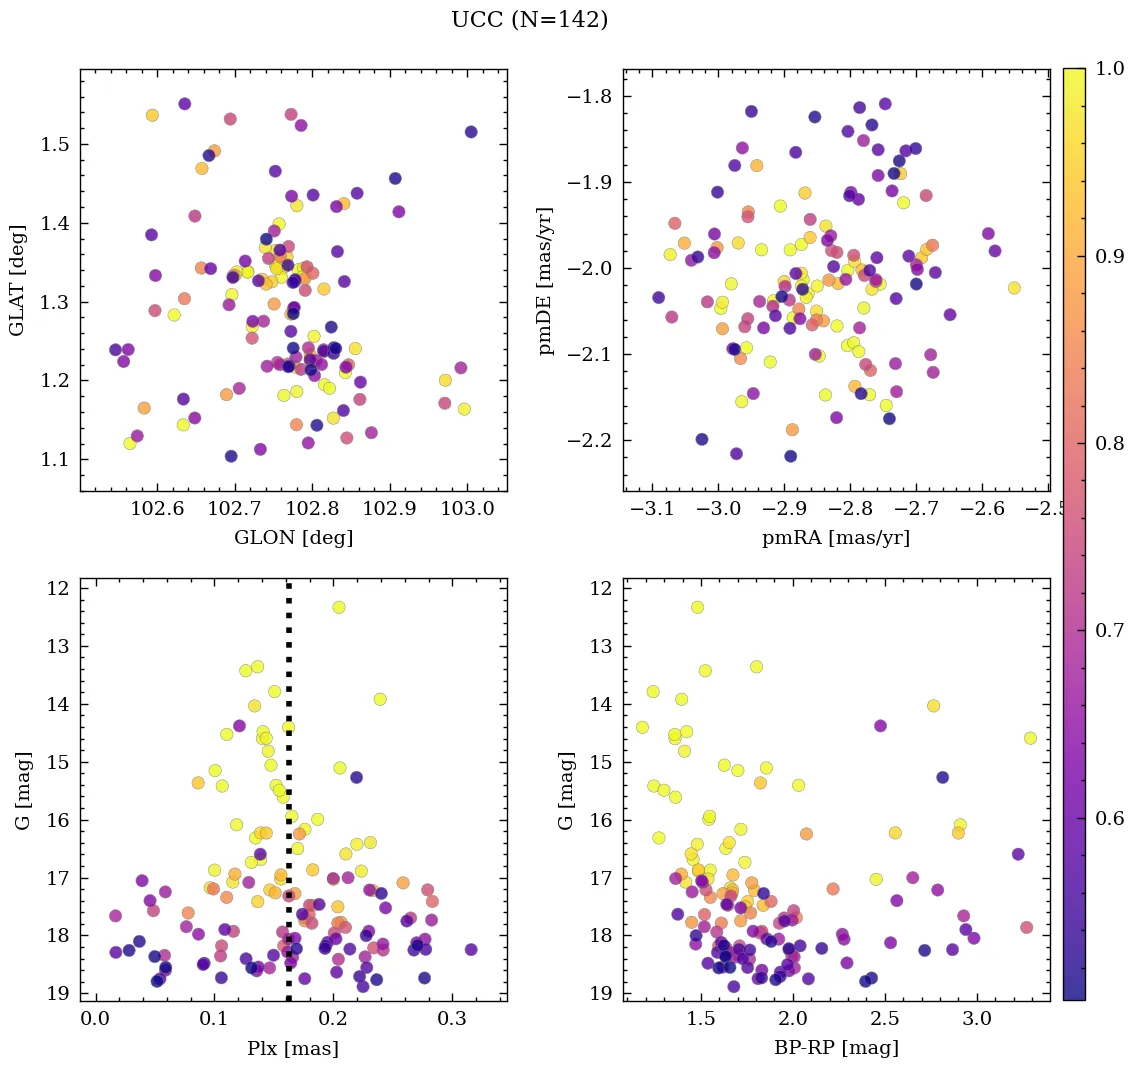 UCC (N=142)
1.5
1.4
1.3
1.2
1.1
GLAT [deg]
102.6 102.7 102.8 102.9 103.0
GLON [deg]
−1.8
−1.9
−2.0
−2.1
−2.2
pmDE [mas/yr]
−3.1 −3.0 −2.9 −2.8 −2.7 −2.6
pmRA [mas/yr]
1.0
0.9
0.8
0.7
0.6
12
13
14
15
16
17
18
19
G [mag]
0.0 0.1 0.2 0.3
Plx [mas]
12
13
14
15
16
17
18
19
G [mag]
1.5 2.0 2.5 3.0
BP-RP [mag]